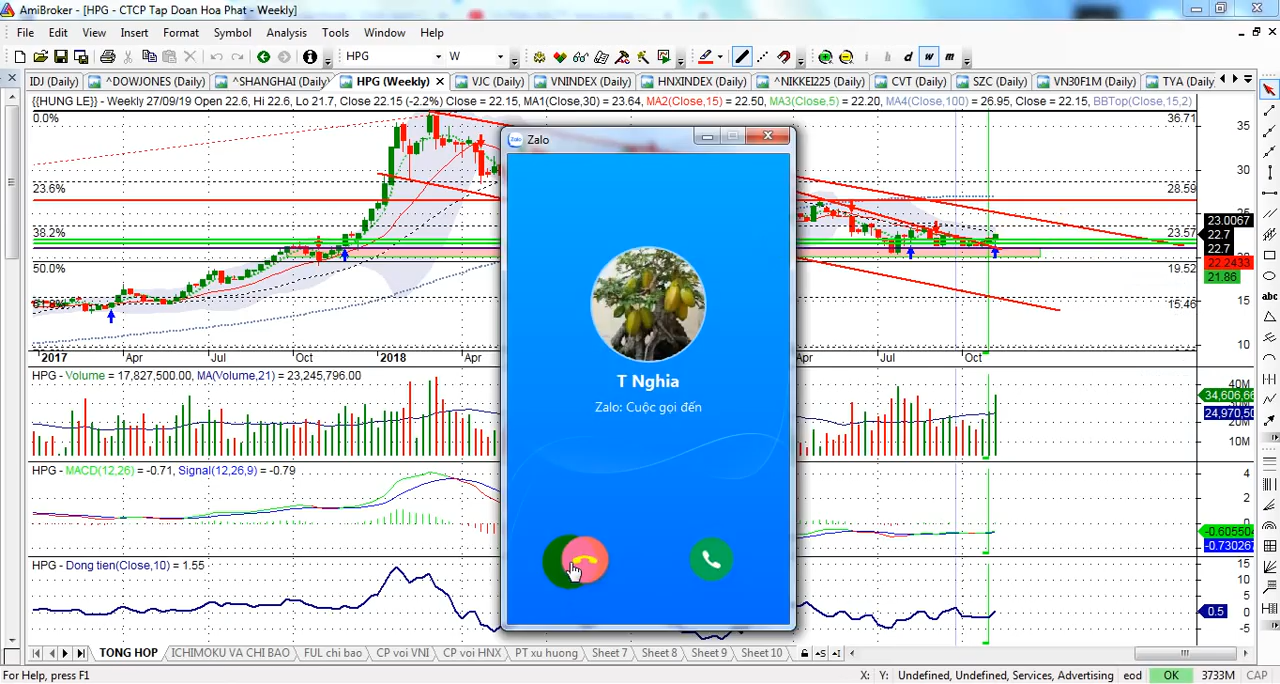 AmiBroker - [HPG - CTCP Tap Doan Hoa Phat - Weekly]
File Edit View Insert Format Symbol Analysis Tools Window Help
HPG W i h d w m
IDJ (Daily) ^DOWJONES (Daily) ^SHANGHAI (Daily) HPG (Weekly) VJC (Daily) VNINDEX (Daily) HNXINDEX (Daily) ^NIKKEI225 (Daily) CVT (Daily) SZC (Daily) VN30F1M (Daily) TYA (Daily)
{{HUNG LE}} - Weekly 27/09/19 Open 22.6, Hi 22.6, Lo 21.7, Close 22.15 (-2.2%) Close = 22.15, MA1(Close,30) = 23.64, MA2(Close,15) = 22.50, MA3(Close,5) = 22.20, MA4(Close,100) = 26.95, Close = 22.15, BBTop(Close,15,2)
0.0% 36.71 35
30
23.6% 28.59
23.0067
38.2% 23.57 22.7
22.7
22.2433
50.0% 19.52 21.86
61.8% 15.46 15
10
2017 Apr Jul Oct 2018 Apr Apr Jul Oct
Zalo
T Nghia
Zalo: Cuộc gọi đến
HPG - Volume = 17,827,500.00, MA(Volume,21) = 23,245,796.00
40M
34,606,66
24,970,50
10M
HPG - MACD(12,26) = -0.71, Signal(12,26,9) = -0.79
4
2
0
-0.605504
-0.730267
HPG - Dong tien(Close,10) = 1.55
15
10
5
0.5 0
-5
TONG HOP ICHIMOKU VA CHI BAO FUL chi bao CP voi VNI CP voi HNX PT xu huong Sheet 7 Sheet 8 Sheet 9 Sheet 10
For Help, press F1 X: Y: Undefined, Undefined, Services, Advertising eod OK 3733M CAP
abc